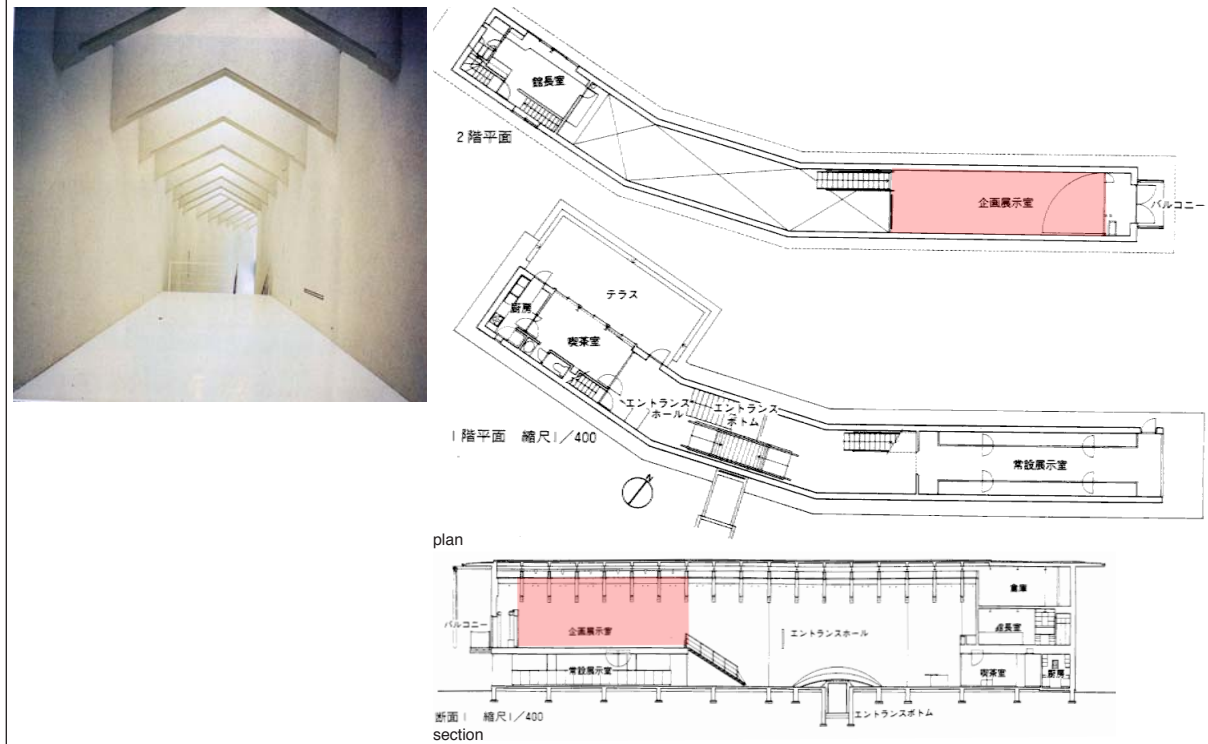 館長室
2階平面
企画展示室
バルコニー
テラス
厨房
喫茶室
エントランス
ホール
エントランス
ボトム
1階平面 縮尺1/400
常設展示室
N
plan
倉庫
バルコニー
館長室
企画展示室
エントランスホール
常設展示室
喫茶室
厨房
断面1 縮尺1/400
エントランスボトム
section